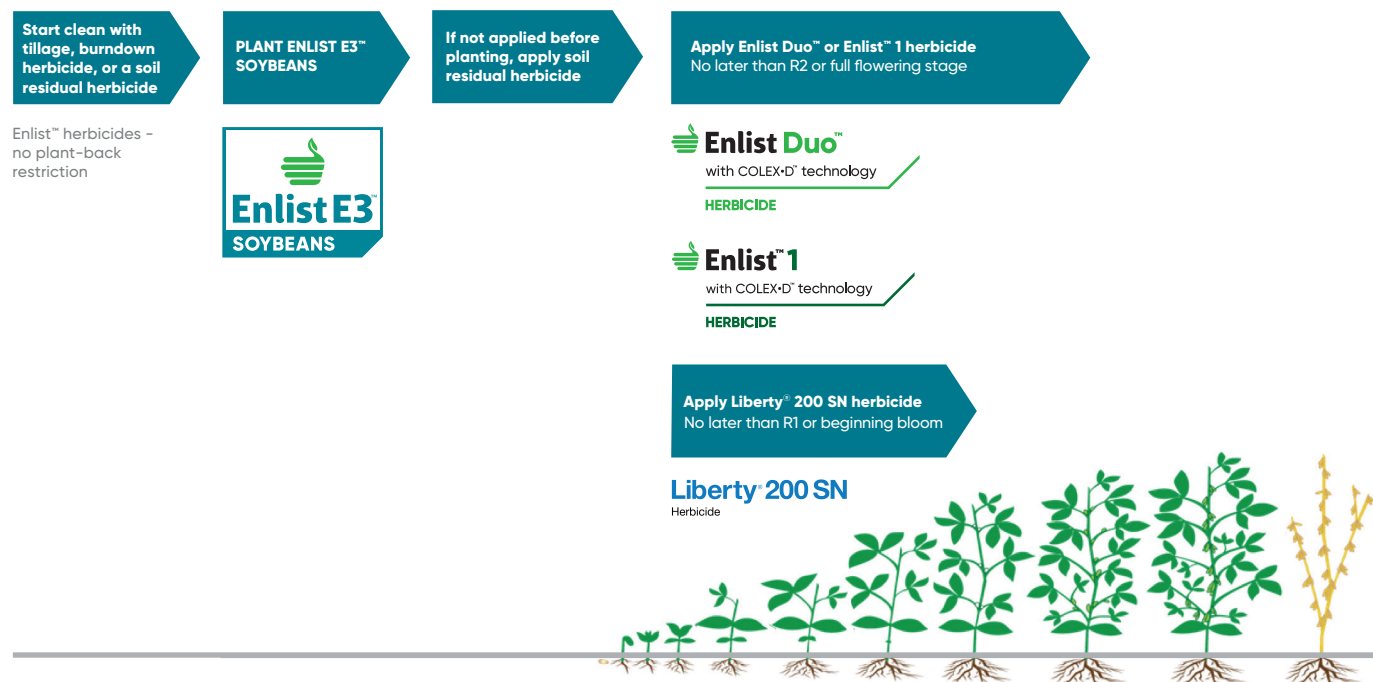 Start clean with
tillage, burndown
herbicide, or a soil
residual herbicide
Enlist™ herbicides -
no plant-back
restriction
PLANT ENLIST E3™
SOYBEANS
Enlist E3™
SOYBEANS
If not applied before
planting, apply soil
residual herbicide
Apply Enlist Duo™ or Enlist™ 1 herbicide
No later than R2 or full flowering stage
Enlist Duo™
with COLEX•D™ technology
HERBICIDE
Enlist™ 1
with COLEX•D™ technology
HERBICIDE
Apply Liberty® 200 SN herbicide
No later than R1 or beginning bloom
Liberty® 200 SN
Herbicide